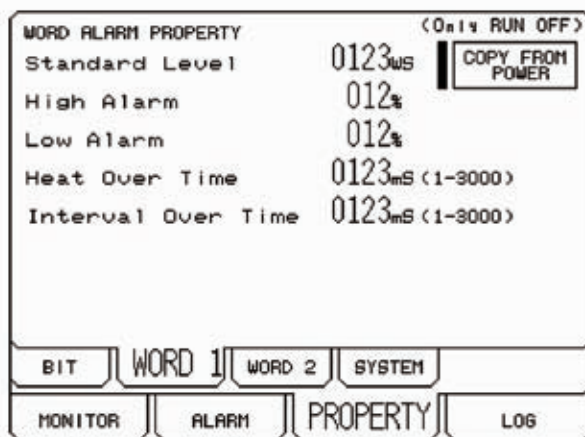 WORD ALARM PROPERTY (Only RUN OFF)
Standard Level 0123ws COPY FROM
POWER
High Alarm 012%
Low Alarm 012%
Heat Over Time 0123mS(1-3000)
Interval Over Time 0123mS(1-3000)
BIT WORD 1 WORD 2 SYSTEM
MONITOR ALARM PROPERTY LOG